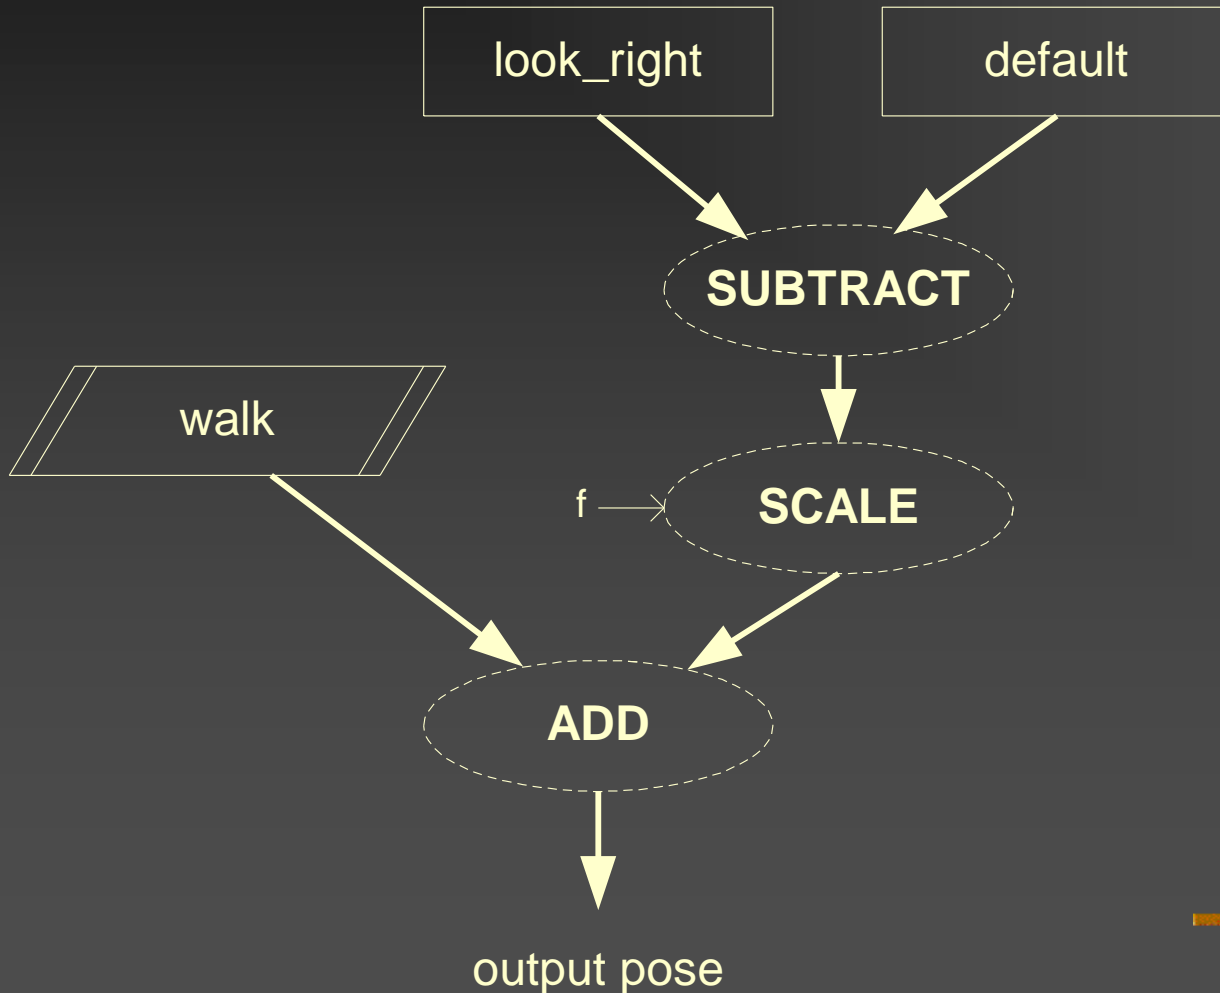 look_right
default
SUBTRACT
walk
f
SCALE
ADD
output pose